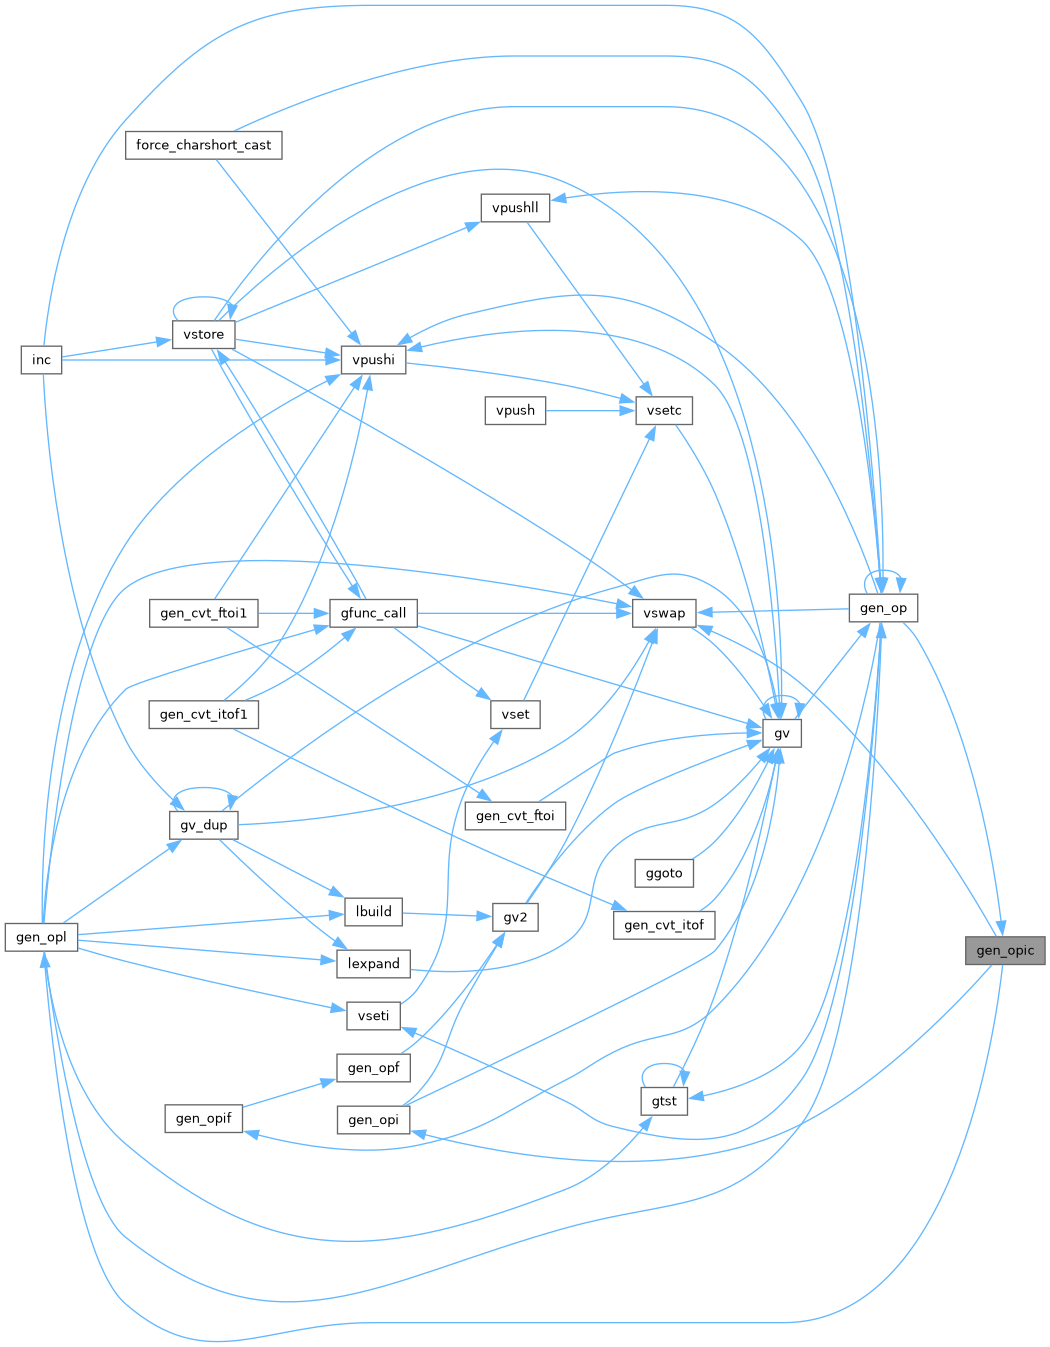 force_charshort_cast
vpushll
vstore
inc
vpushi
vpush
vsetc
gen_cvt_ftoi1
gfunc_call
vswap
gen_op
gen_cvt_itof1
vset
gv
gv_dup
gen_cvt_ftoi
ggoto
lbuild
gv2
gen_cvt_itof
gen_opl
gen_opic
lexpand
vseti
gen_opf
gtst
gen_opif
gen_opi